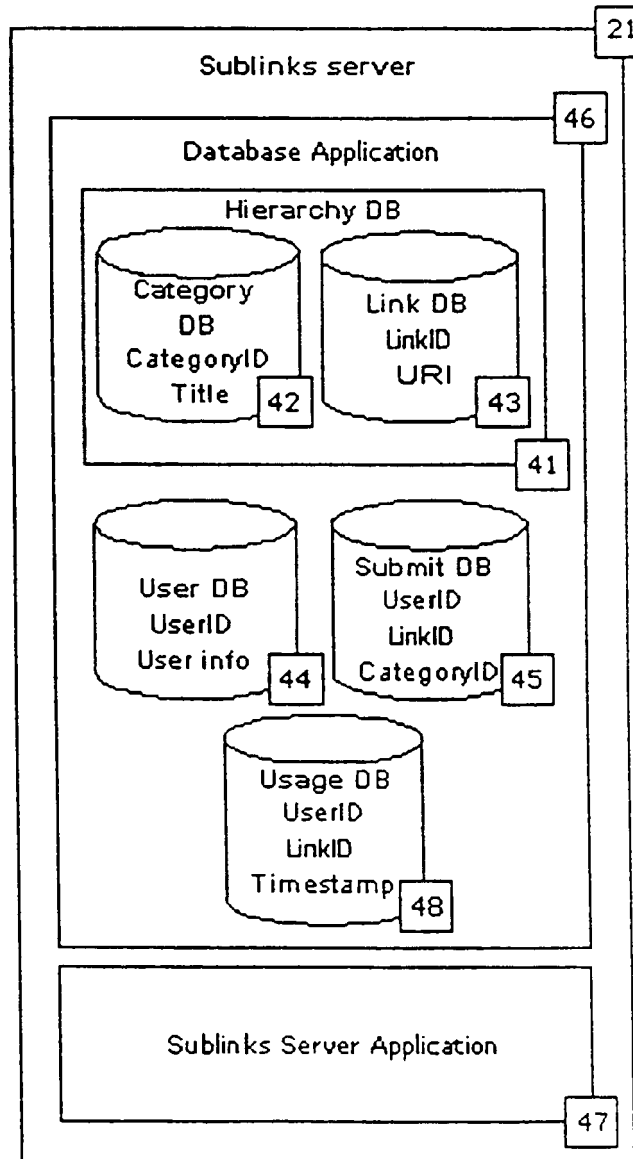 21
Sublinks server
46
Database Application
Hierarchy DB
Category
DB
CategoryID
Title
42
Link DB
LinkID
URI
43
41
User DB
UserID
User info
44
Submit DB
UserID
LinkID
CategoryID
45
Usage DB
UserID
LinkID
Timestamp
48
Sublinks Server Application
47